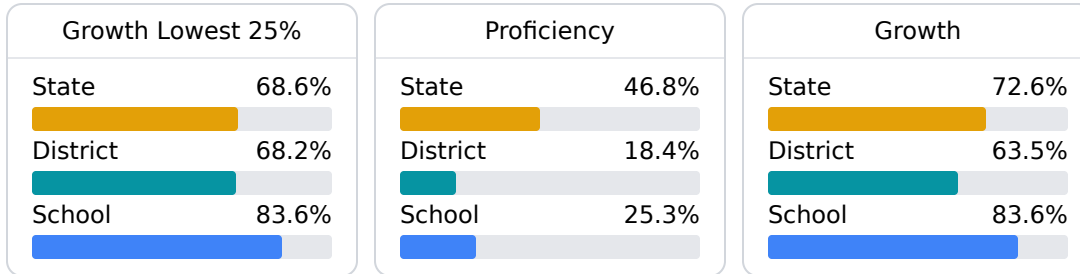 Growth Lowest 25%
State 68.6%
District 68.2%
School 83.6%
Proficiency
State 46.8%
District 18.4%
School 25.3%
Growth
State 72.6%
District 63.5%
School 83.6%